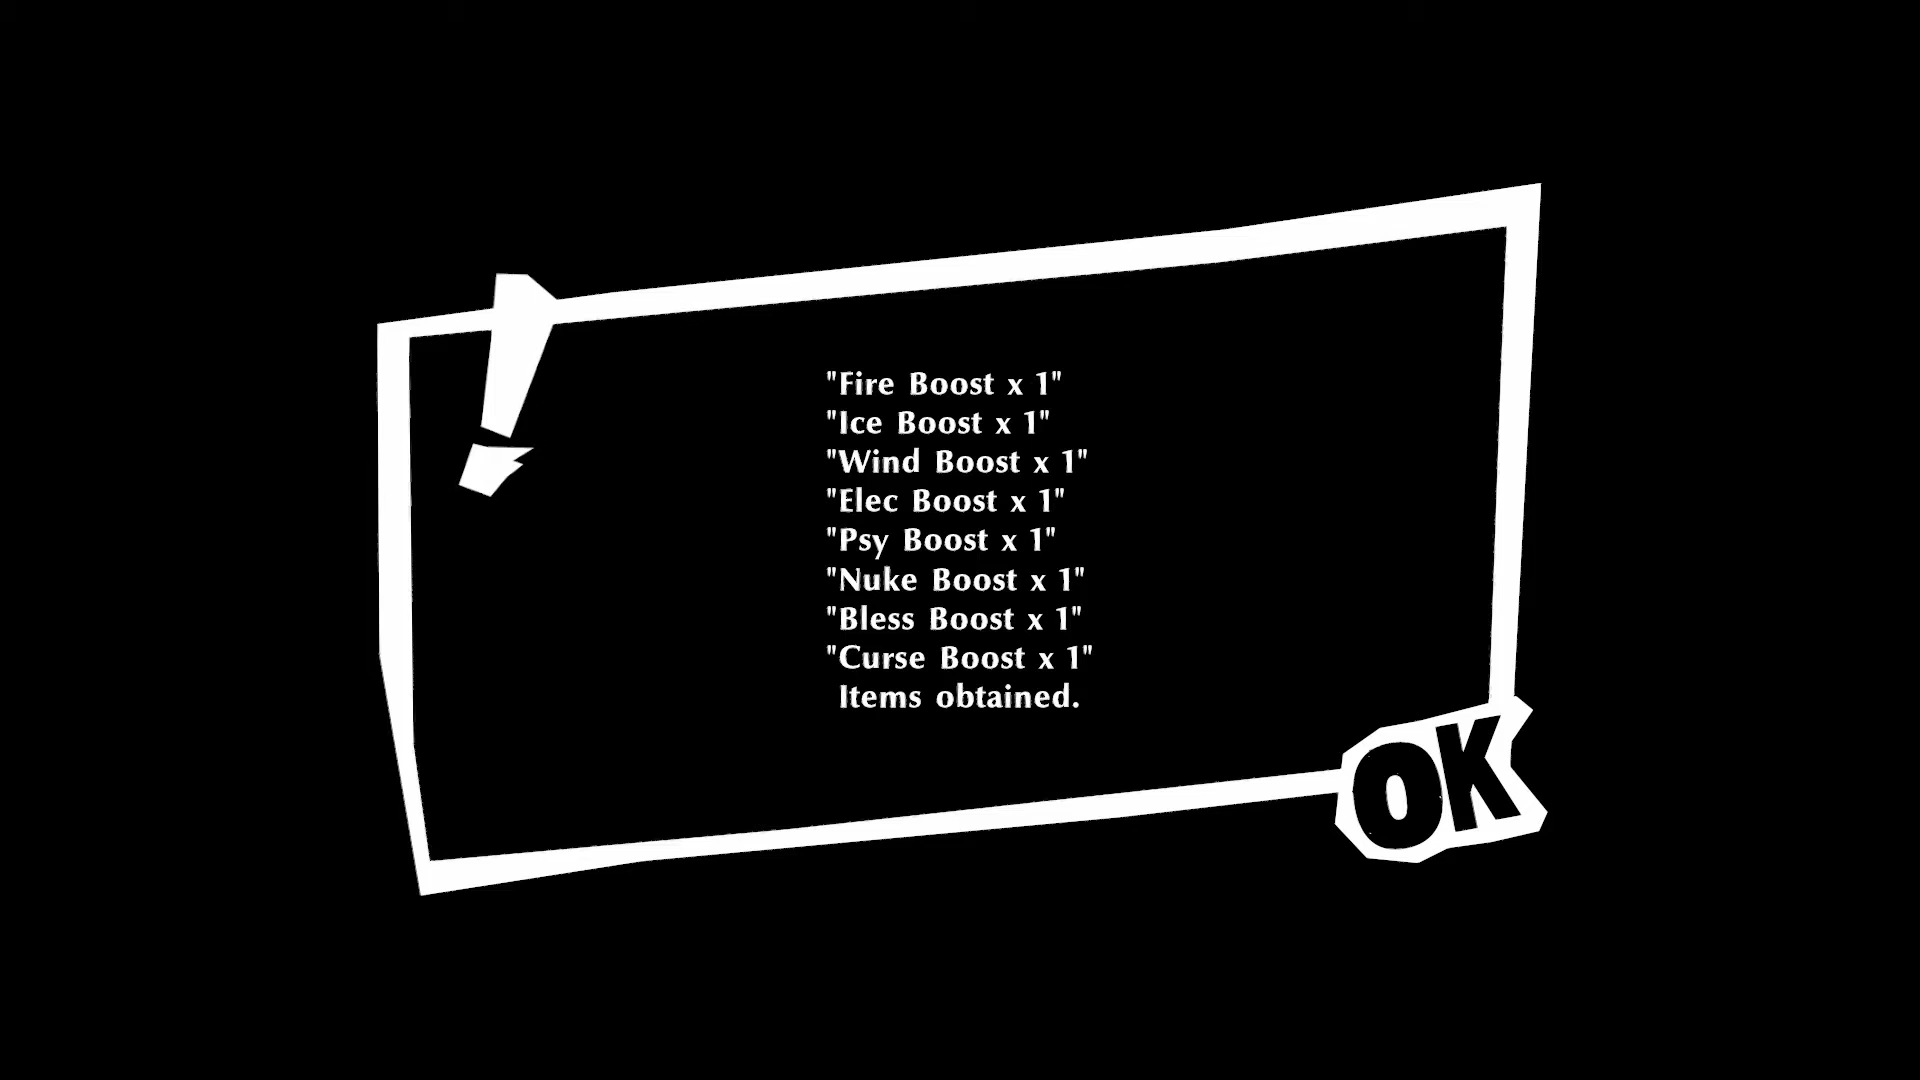 "Fire Boost x 1"
"Ice Boost x 1"
"Wind Boost x 1"
"Elec Boost x 1"
"Psy Boost x 1"
"Nuke Boost x 1"
"Bless Boost x 1"
"Curse Boost x 1"
Items obtained.
OK